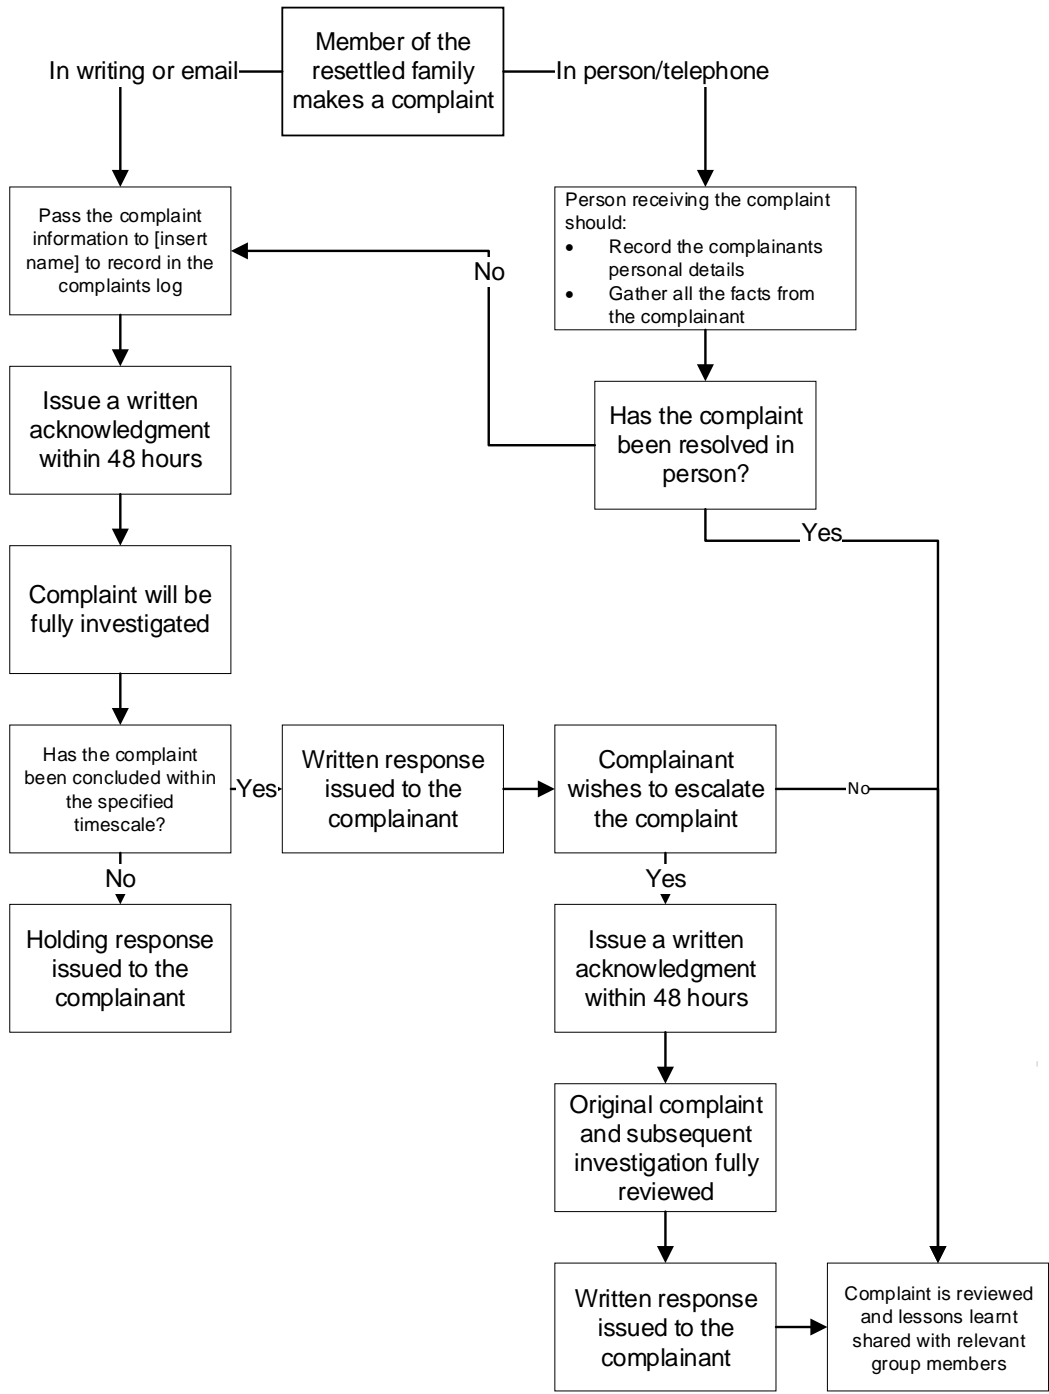 Member of the
resettled family
makes a complaint
In writing or email
In person/telephone
Pass the complaint
information to [insert
name] to record in the
complaints log
Person receiving the complaint
should:
• Record the complainants
personal details
• Gather all the facts from
the complainant
No
Issue a written
acknowledgment
within 48 hours
Has the complaint
been resolved in
person?
Yes
Complaint will be
fully investigated
Has the complaint
been concluded within
the specified
timescale?
Yes
Written response
issued to the
complainant
Complainant
wishes to escalate
the complaint
No
No
Yes
Holding response
issued to the
complainant
Issue a written
acknowledgment
within 48 hours
Original complaint
and subsequent
investigation fully
reviewed
Written response
issued to the
complainant
Complaint is reviewed
and lessons learnt
shared with relevant
group members